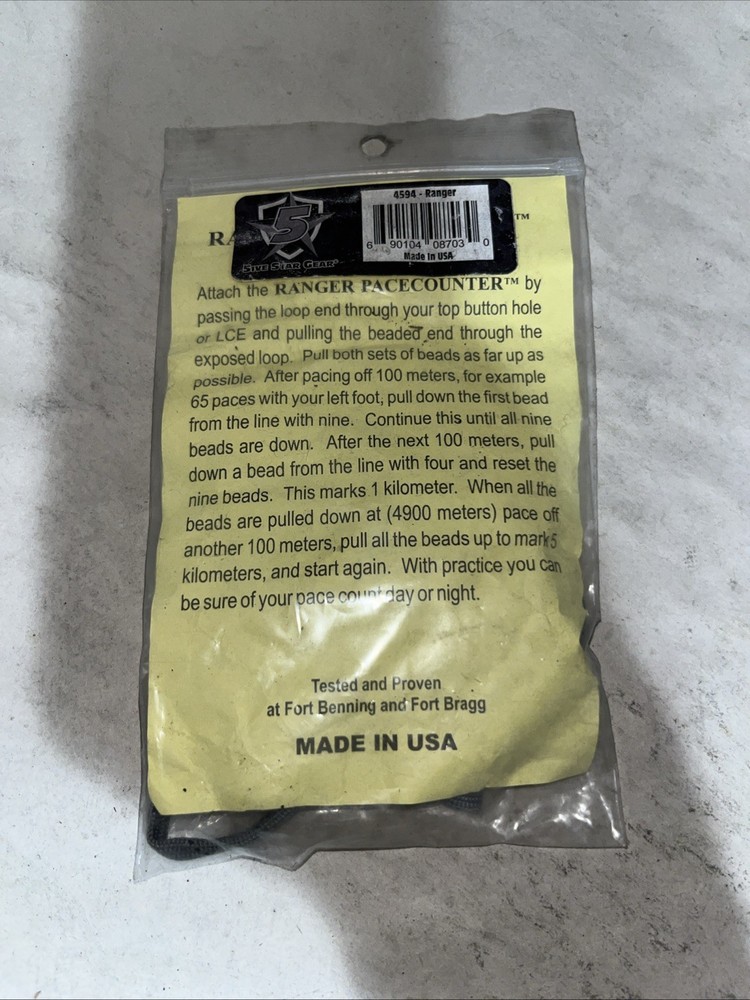 4594 - Ranger
5
6 90104 08703 0
FIVE STAR GEAR®
Made in USA
RA
™
Attach the RANGER PACECOUNTER™ by
passing the loop end through your top button hole
or LCE and pulling the beaded end through the
exposed loop. Pull both sets of beads as far up as
possible. After pacing off 100 meters, for example
65 paces with your left foot, pull down the first bead
from the line with nine. Continue this until all nine
beads are down. After the next 100 meters, pull
down a bead from the line with four and reset the
nine beads. This marks 1 kilometer. When all the
beads are pulled down at (4900 meters) pace off
another 100 meters, pull all the beads up to mark 5
kilometers, and start again. With practice you can
be sure of your pace count day or night.
Tested and Proven
at Fort Benning and Fort Bragg
MADE IN USA